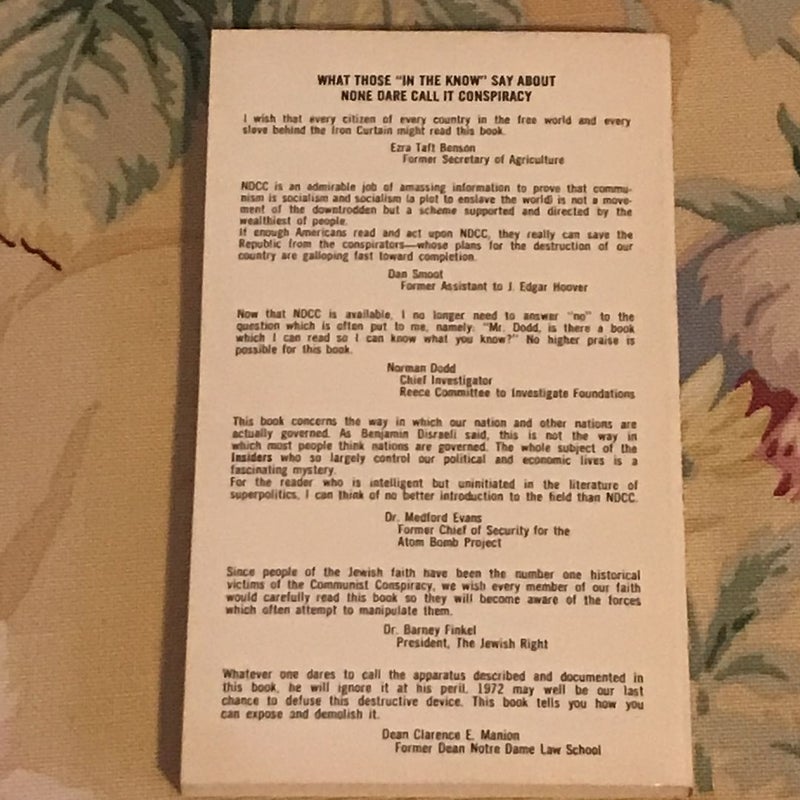 WHAT THOSE "IN THE KNOW" SAY ABOUT
NONE DARE CALL IT CONSPIRACY
I wish that every citizen of every country in the free world and every
slave behind the Iron Curtain might read this book.
Ezra Taft Benson
Former Secretary of Agriculture
NDCC is an admirable job of amassing information to prove that commu-
nism is socialism and socialism (a plot to enslave the world) is not a move-
ment of the downtrodden but a scheme supported and directed by the
wealthiest of people.
If enough Americans read and act upon NDCC, they really can save the
Republic from the conspirators—whose plans for the destruction of our
country are galloping fast toward completion.
Dan Smoot
Former Assistant to J. Edgar Hoover
Now that NDCC is available, I no longer need to answer "no" to the
question which is often put to me, namely: "Mr. Dodd, is there a book
which I can read so I can know what you know?" No higher praise is
possible for this book.
Norman Dodd
Chief Investigator
Reece Committee to Investigate Foundations
This book concerns the way in which our nation and other nations are
actually governed. As Benjamin Disraeli said, this is not the way in
which most people think nations are governed. The whole subject of the
Insiders who so largely control our political and economic lives is a
fascinating mystery.
For the reader who is intelligent but uninitiated in the literature of
superpolitics, I can think of no better introduction to the field than NDCC.
Dr. Medford Evans
Former Chief of Security for the
Atom Bomb Project
Since people of the Jewish faith have been the number one historical
victims of the Communist Conspiracy, we wish every member of our faith
would carefully read this book so they will become aware of the forces
which often attempt to manipulate them.
Dr. Barney Finkel
President, The Jewish Right
Whatever one dares to call the apparatus described and documented in
this book, he will ignore it at his peril. 1972 may well be our last
chance to defuse this destructive device. This book tells you how you
can expose and demolish it.
Dean Clarence E. Manion
Former Dean Notre Dame Law School